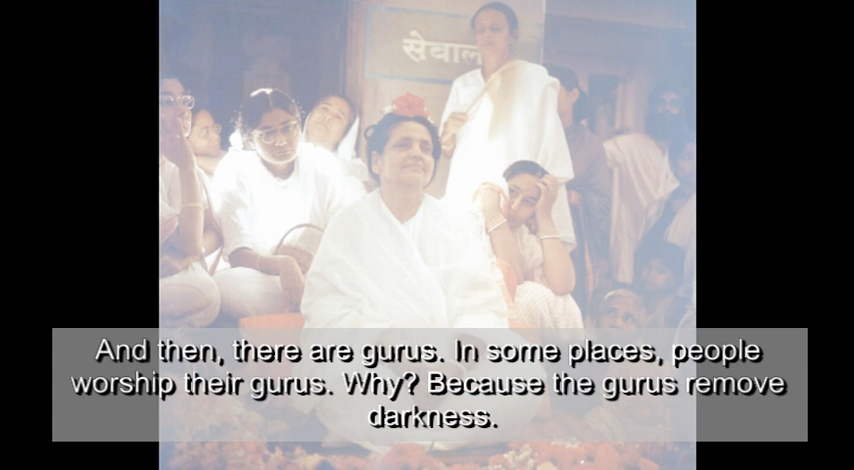 सेवाल
And then, there are gurus. In some places, people
worship their gurus. Why? Because the gurus remove
darkness.